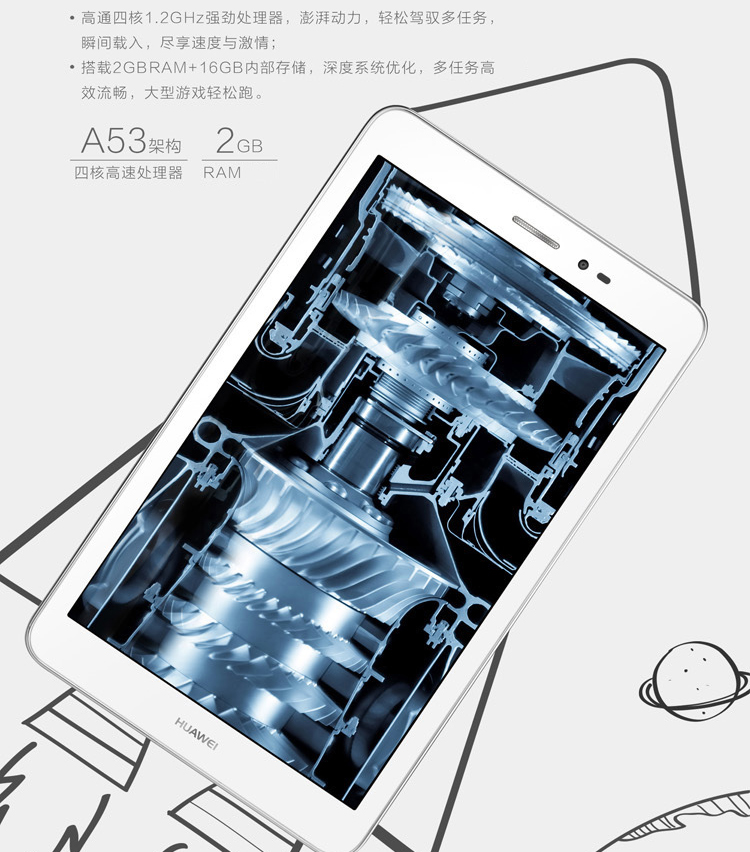 • 高通四核1.2GHz强劲处理器，澎湃动力，轻松驾驭多任务，
瞬间载入，尽享速度与激情；
• 搭载2GBRAM+16GB内部存储，深度系统优化，多任务高
效流畅，大型游戏轻松跑。
A53架构 2GB
四核高速处理器 RAM
HUAWEI